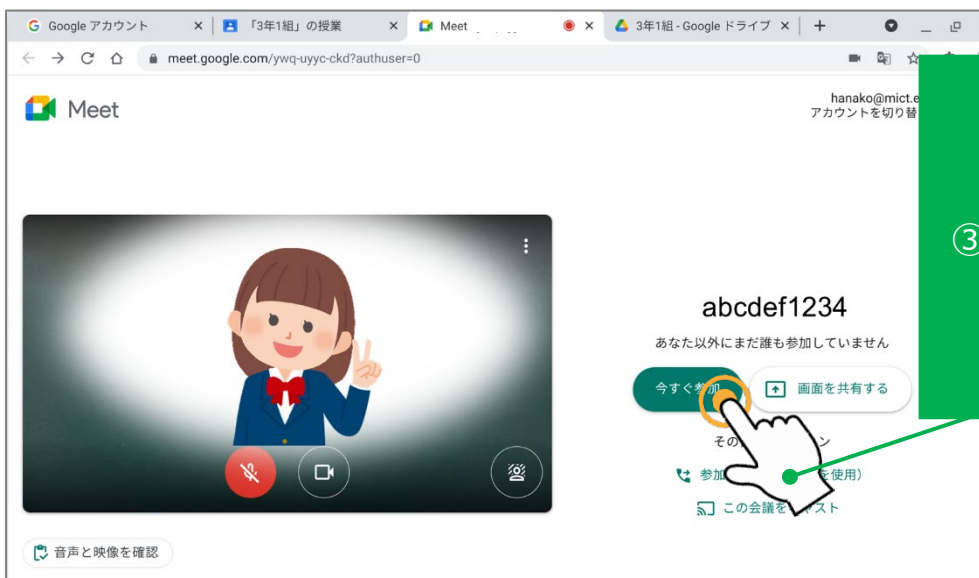 Google アカウント
「3年1組」の授業
Meet
3年1組 - Google ドライブ
meet.google.com/ywq-uyyc-ckd?authuser=0
Meet
hanako@mict.e
アカウントを切り替
③
abcdef1234
あなた以外にまだ誰も参加していません
今すぐ参加
画面を共有する
その ン
参加 を使用）
この会議を ャスト
音声と映像を確認